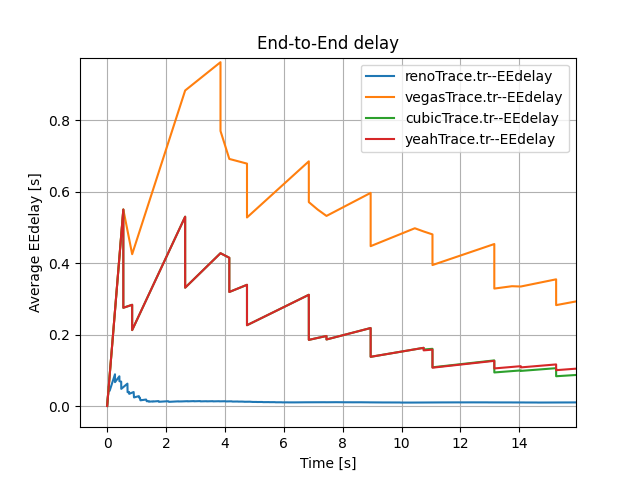 End-to-End delay
renoTrace.tr--EEdelay
vegasTrace.tr--EEdelay
cubicTrace.tr--EEdelay
yeahTrace.tr--EEdelay
Average EEdelay [s]
0.8
0.6
0.4
0.2
0.0
0 2 4 6 8 10 12 14
Time [s]